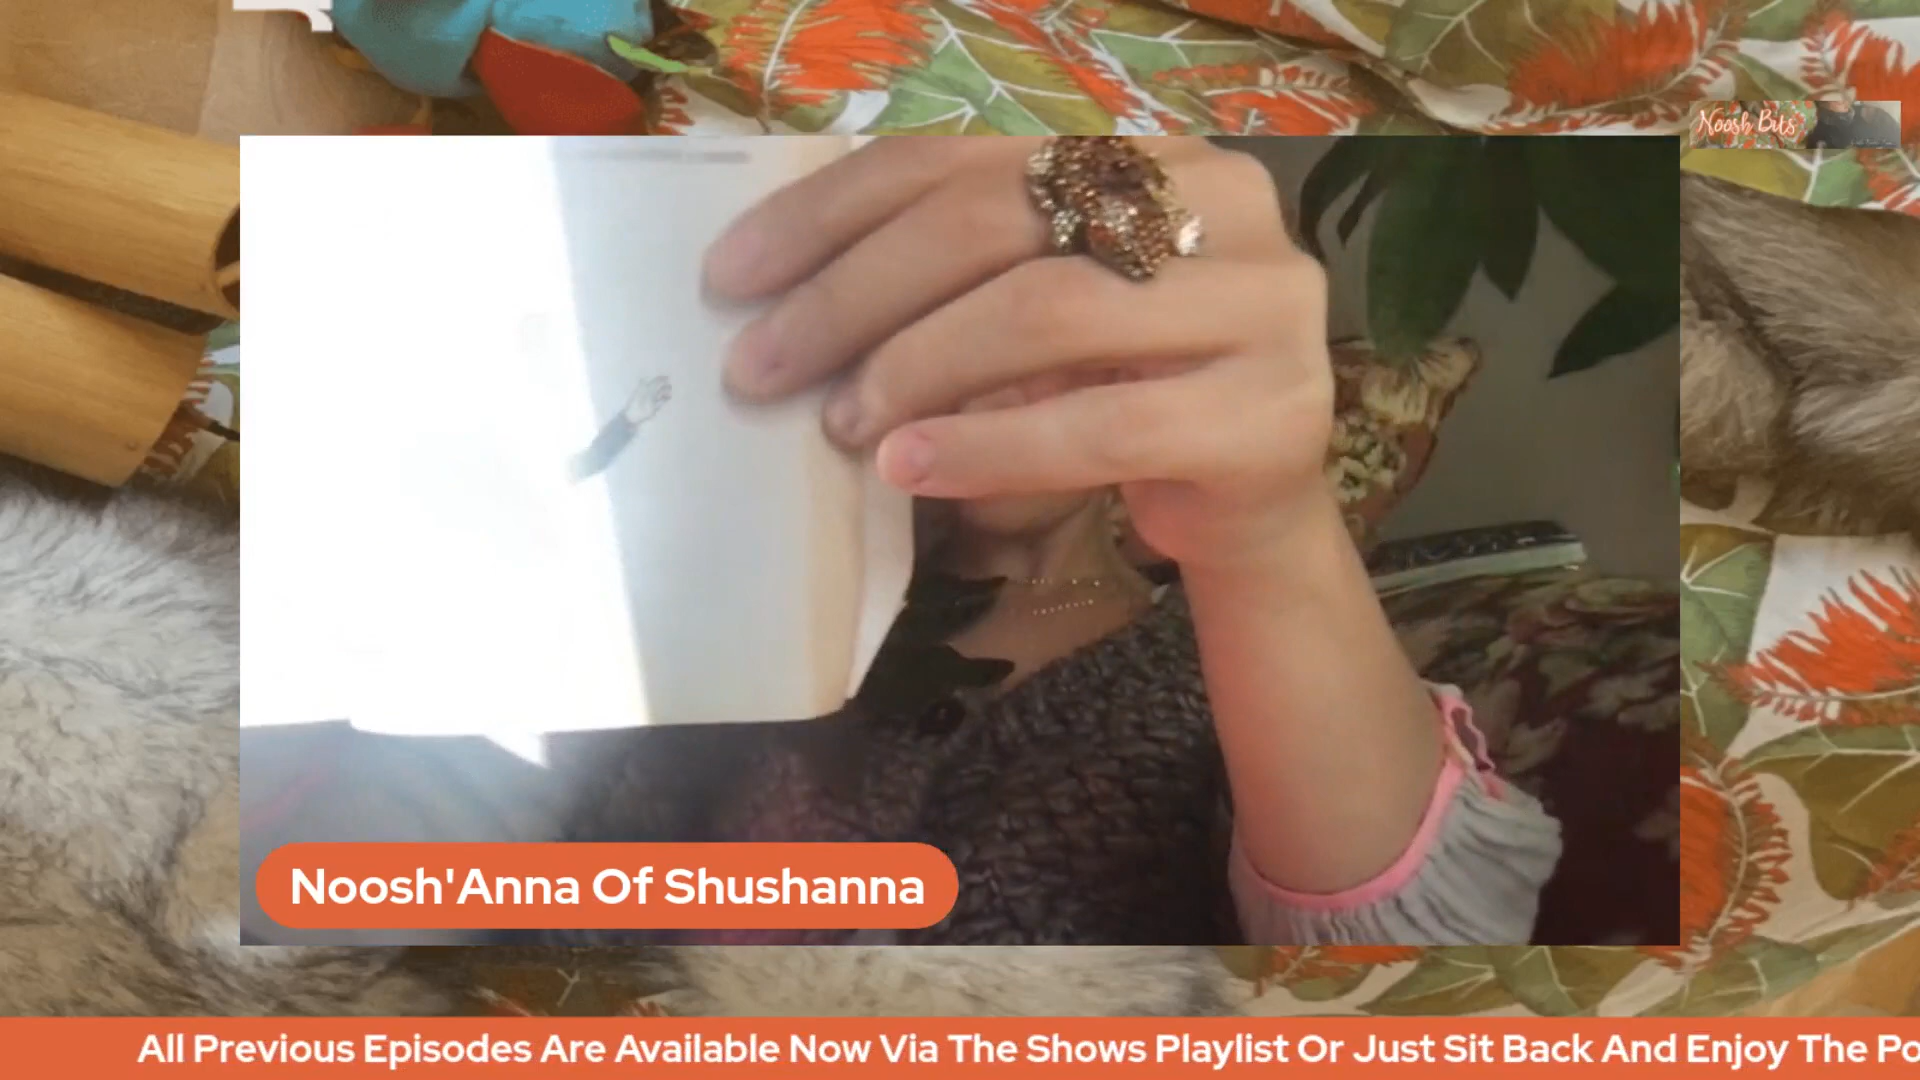 Noosh Bits
Noosh'Anna Of Shushanna
All Previous Episodes Are Available Now Via The Shows Playlist Or Just Sit Back And Enjoy The Po